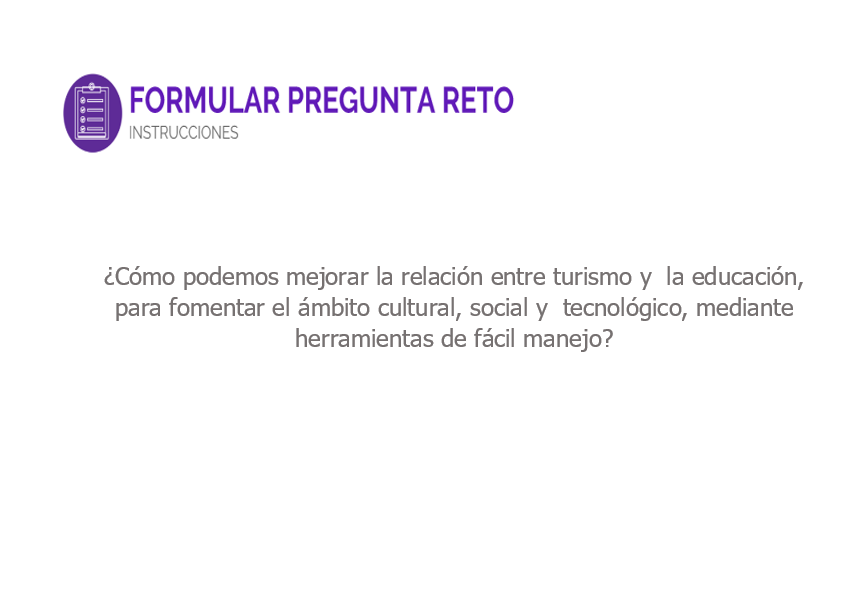 FORMULAR PREGUNTA RETO
INSTRUCCIONES
¿Cómo podemos mejorar la relación entre turismo y  la educación,
para fomentar el ámbito cultural, social y  tecnológico, mediante
herramientas de fácil manejo?